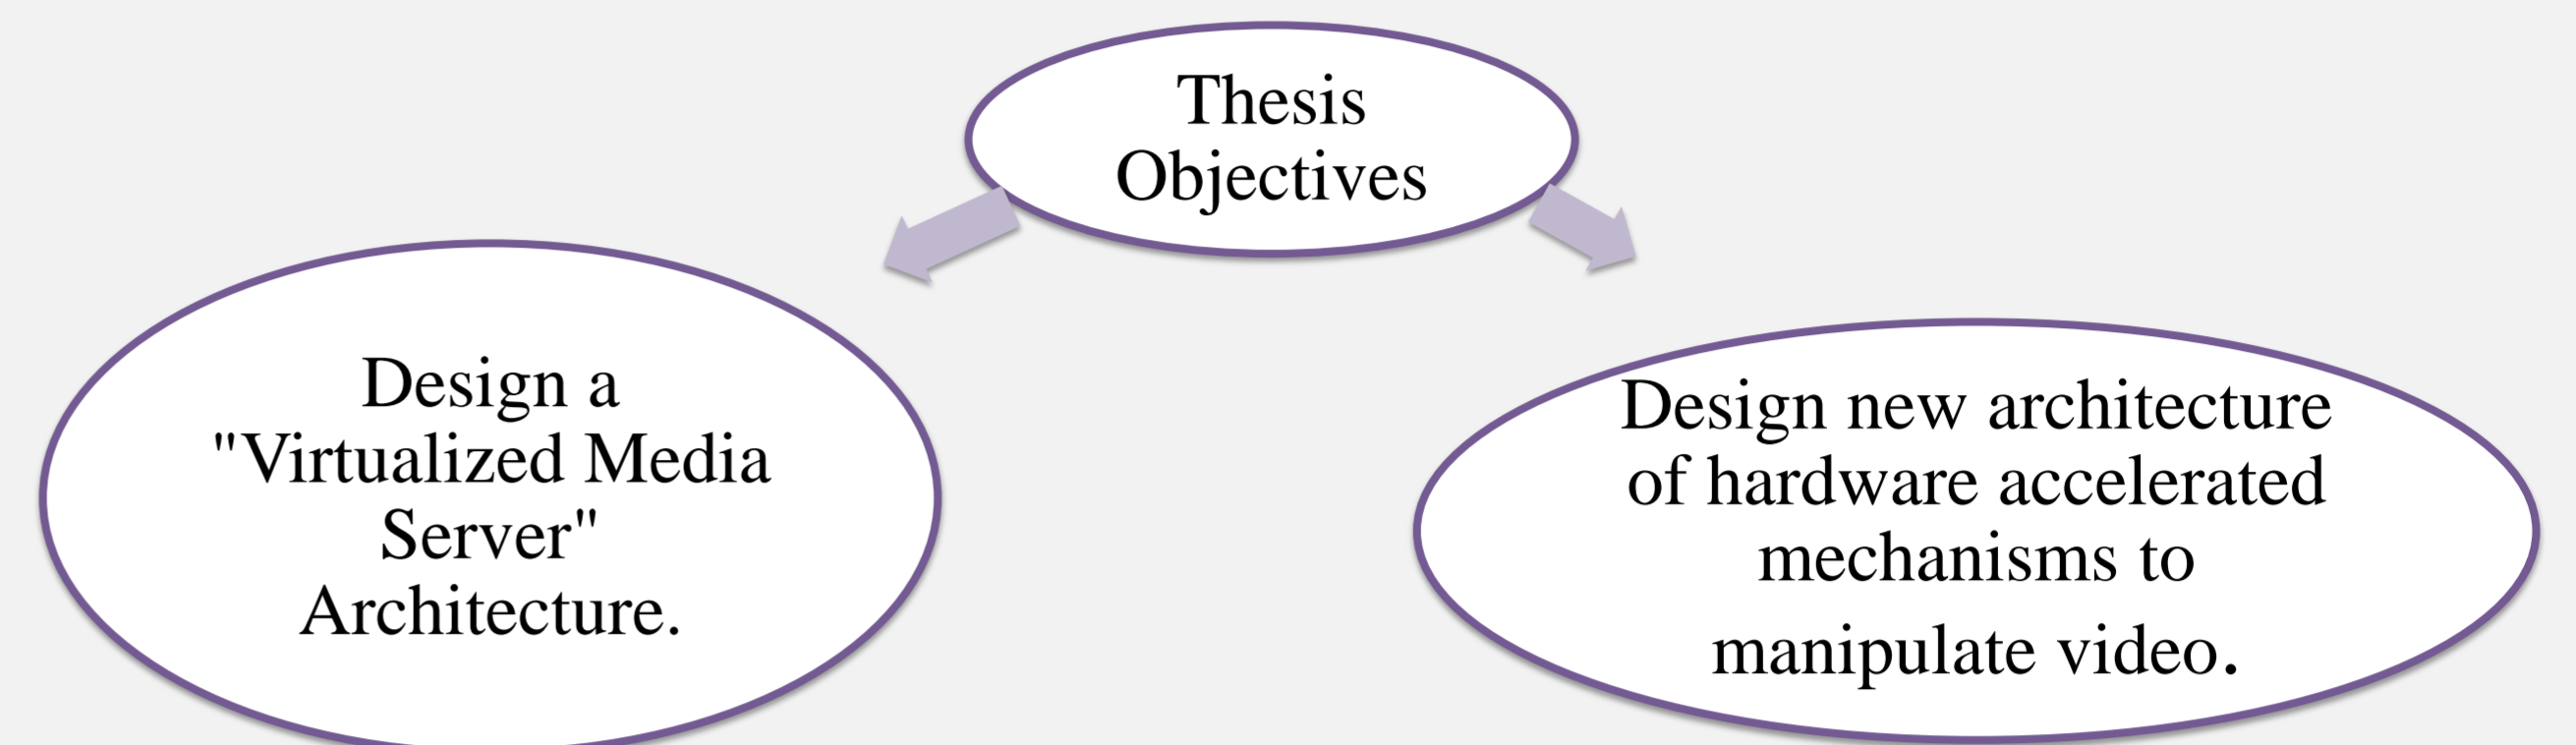 Thesis
Objectives
Design a
"Virtualized Media
Server"
Architecture.
Design new architecture
of hardware accelerated
mechanisms to
manipulate video.